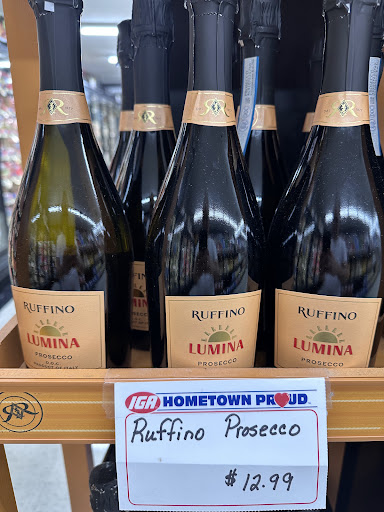 RUFFINO
LUMINA
PROSECCO
D.O.C.
RUFFINO
LUMINA
PROSECCO
RUFFINO
LUMINA
PROSECCO
IGA HOMETOWN PROUD
Ruffino Prosecco
$12.99